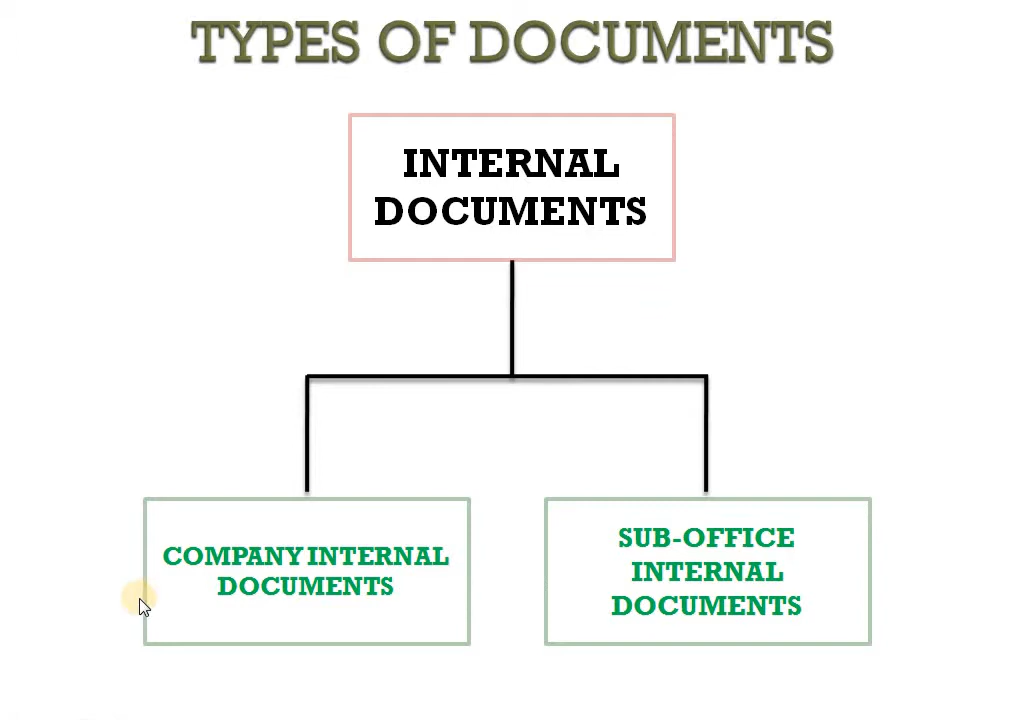 TYPES OF DOCUMENTS
INTERNAL
DOCUMENTS
COMPANY INTERNAL
DOCUMENTS
SUB-OFFICE
INTERNAL
DOCUMENTS